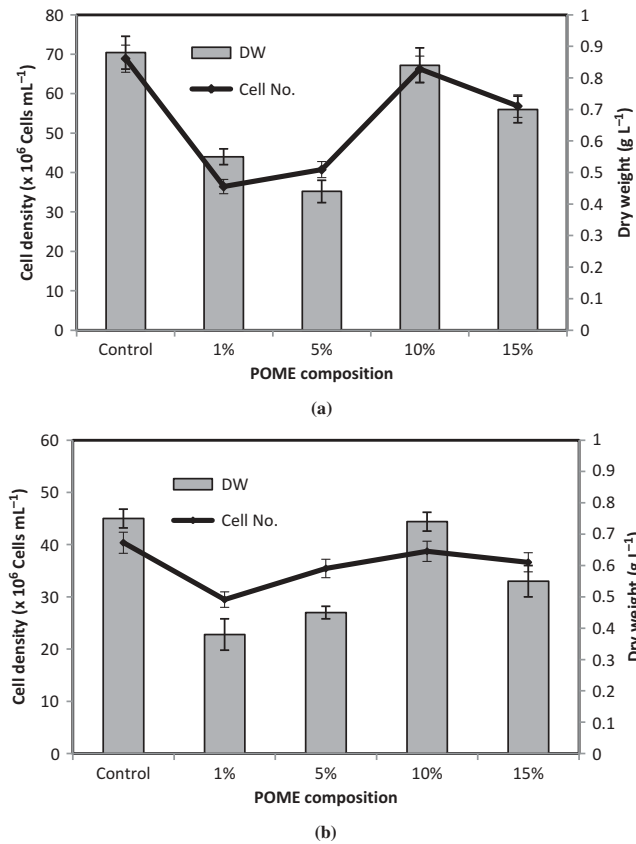 80
70
60
50
40
30
20
10
0
Cell density (x 10⁶ Cells mL⁻¹)
DW
Cell No.
1
0.9
0.8
0.7
0.6
0.5
0.4
0.3
0.2
0.1
0
Dry weight (g L⁻¹)
Control 1% 5% 10% 15%
POME composition
(a)
60
50
40
30
20
10
0
Cell density (x 10⁶ Cells mL⁻¹)
DW
Cell No.
1
0.9
0.8
0.7
0.6
0.5
0.4
0.3
0.2
0.1
0
Dry weight (g L⁻¹)
Control 1% 5% 10% 15%
POME composition
(b)